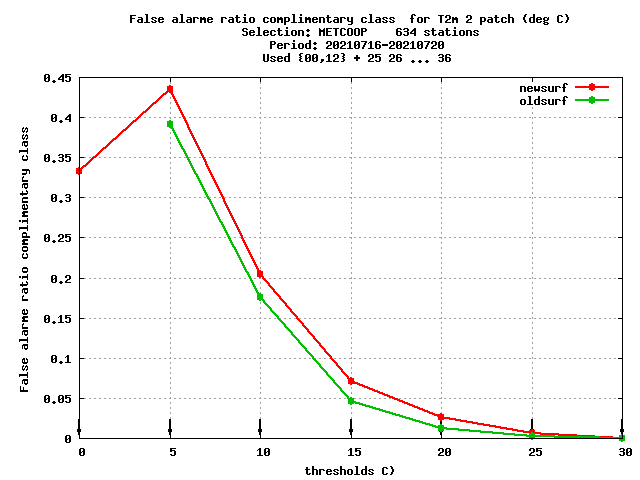 False alarme ratio complimentary class  for T2m 2 patch (deg C)
Selection: METCOOP    634 stations
Period: 20210716-20210720
Used {00,12} + 25 26 ... 36
newsurf
oldsurf
0.45
0.4
0.35
0.3
0.25
0.2
0.15
0.1
0.05
0
False alarme ratio complimentary class
0 5 10 15 20 25 30
thresholds C)